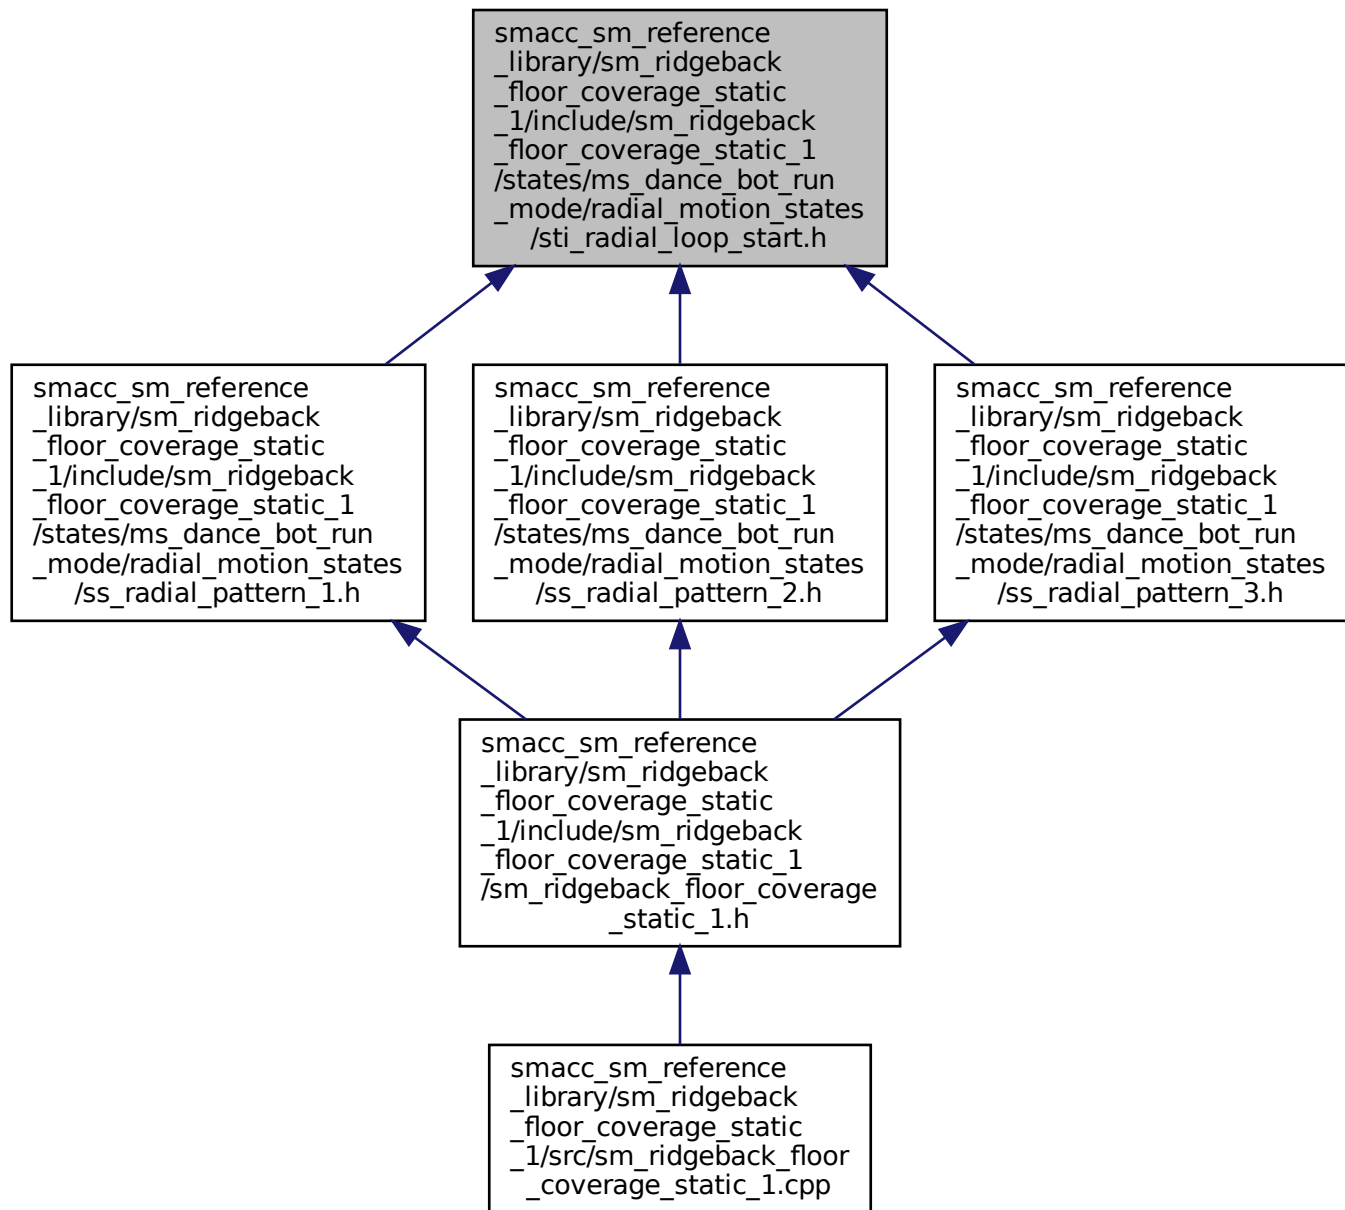 smacc_sm_reference
_library/sm_ridgeback
_floor_coverage_static
_1/include/sm_ridgeback
_floor_coverage_static_1
/states/ms_dance_bot_run
_mode/radial_motion_states
/sti_radial_loop_start.h
smacc_sm_reference
_library/sm_ridgeback
_floor_coverage_static
_1/include/sm_ridgeback
_floor_coverage_static_1
/states/ms_dance_bot_run
_mode/radial_motion_states
/ss_radial_pattern_1.h
smacc_sm_reference
_library/sm_ridgeback
_floor_coverage_static
_1/include/sm_ridgeback
_floor_coverage_static_1
/states/ms_dance_bot_run
_mode/radial_motion_states
/ss_radial_pattern_2.h
smacc_sm_reference
_library/sm_ridgeback
_floor_coverage_static
_1/include/sm_ridgeback
_floor_coverage_static_1
/states/ms_dance_bot_run
_mode/radial_motion_states
/ss_radial_pattern_3.h
smacc_sm_reference
_library/sm_ridgeback
_floor_coverage_static
_1/include/sm_ridgeback
_floor_coverage_static_1
/sm_ridgeback_floor_coverage
_static_1.h
smacc_sm_reference
_library/sm_ridgeback
_floor_coverage_static
_1/src/sm_ridgeback_floor
_coverage_static_1.cpp